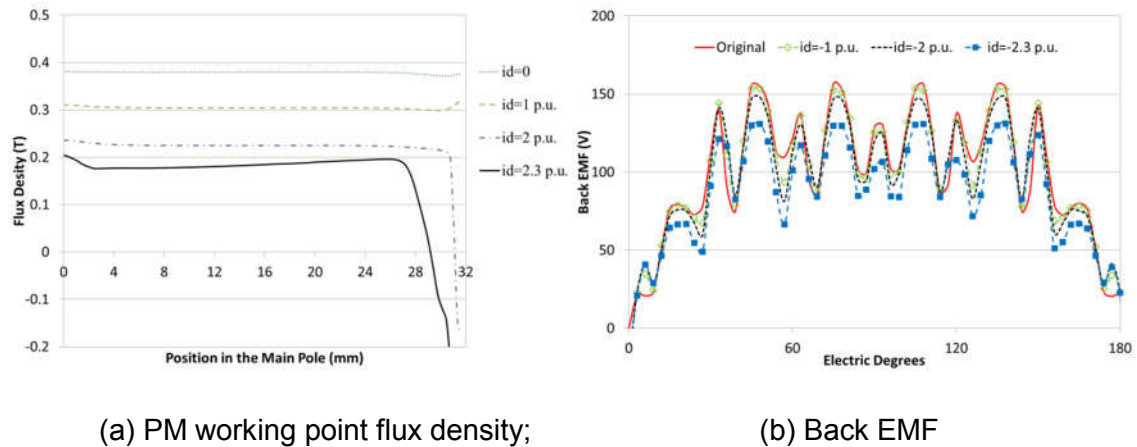 0.5
0.4
0.3
0.2
0.1
0
-0.1
-0.2
0 4 8 12 16 20 24 28 32
Flux Desity (T)
Position in the Main Pole (mm)
id=0
id=1 p.u.
id=2 p.u.
id=2.3 p.u.
200
150
100
50
0
0 60 120 180
Back EMF (V)
Electric Degrees
Original id=-1 p.u. id=-2 p.u. id=-2.3 p.u.
(a) PM working point flux density; (b) Back EMF